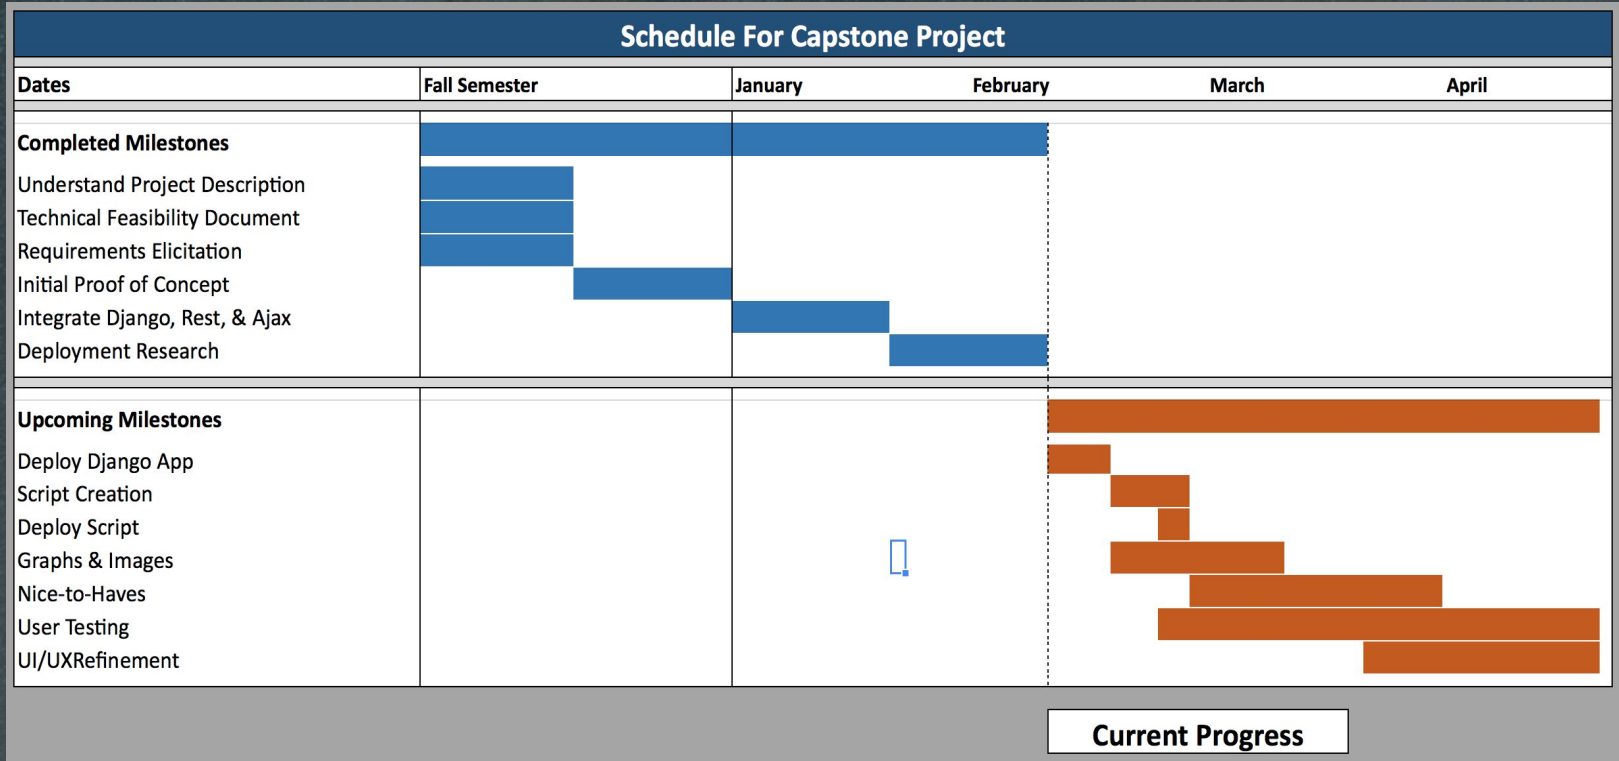 Schedule For Capstone Project
Dates Fall Semester January February March April
Completed Milestones
Understand Project Description
Technical Feasibility Document
Requirements Elicitation
Initial Proof of Concept
Integrate Django, Rest, & Ajax
Deployment Research
Upcoming Milestones
Deploy Django App
Script Creation
Deploy Script
Graphs & Images
Nice-to-Haves
User Testing
UI/UXRefinement
Current Progress